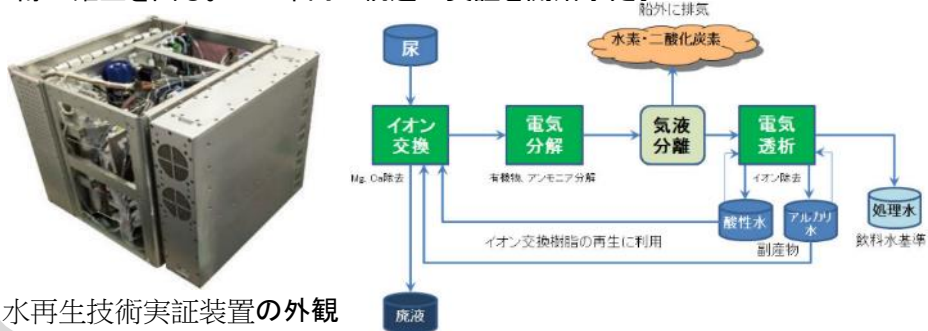 船外に排気
水素・二酸化炭素
尿
イオン
交換
電気
分解
気液
分離
電気
透析
Mg, Ca除去
有機物、アンモニア分解
イオン除去
酸性水
アルカリ
水
処理水
飲料水基準
イオン交換樹脂の再生に利用
副産物
廃液
水再生技術実証装置の外観